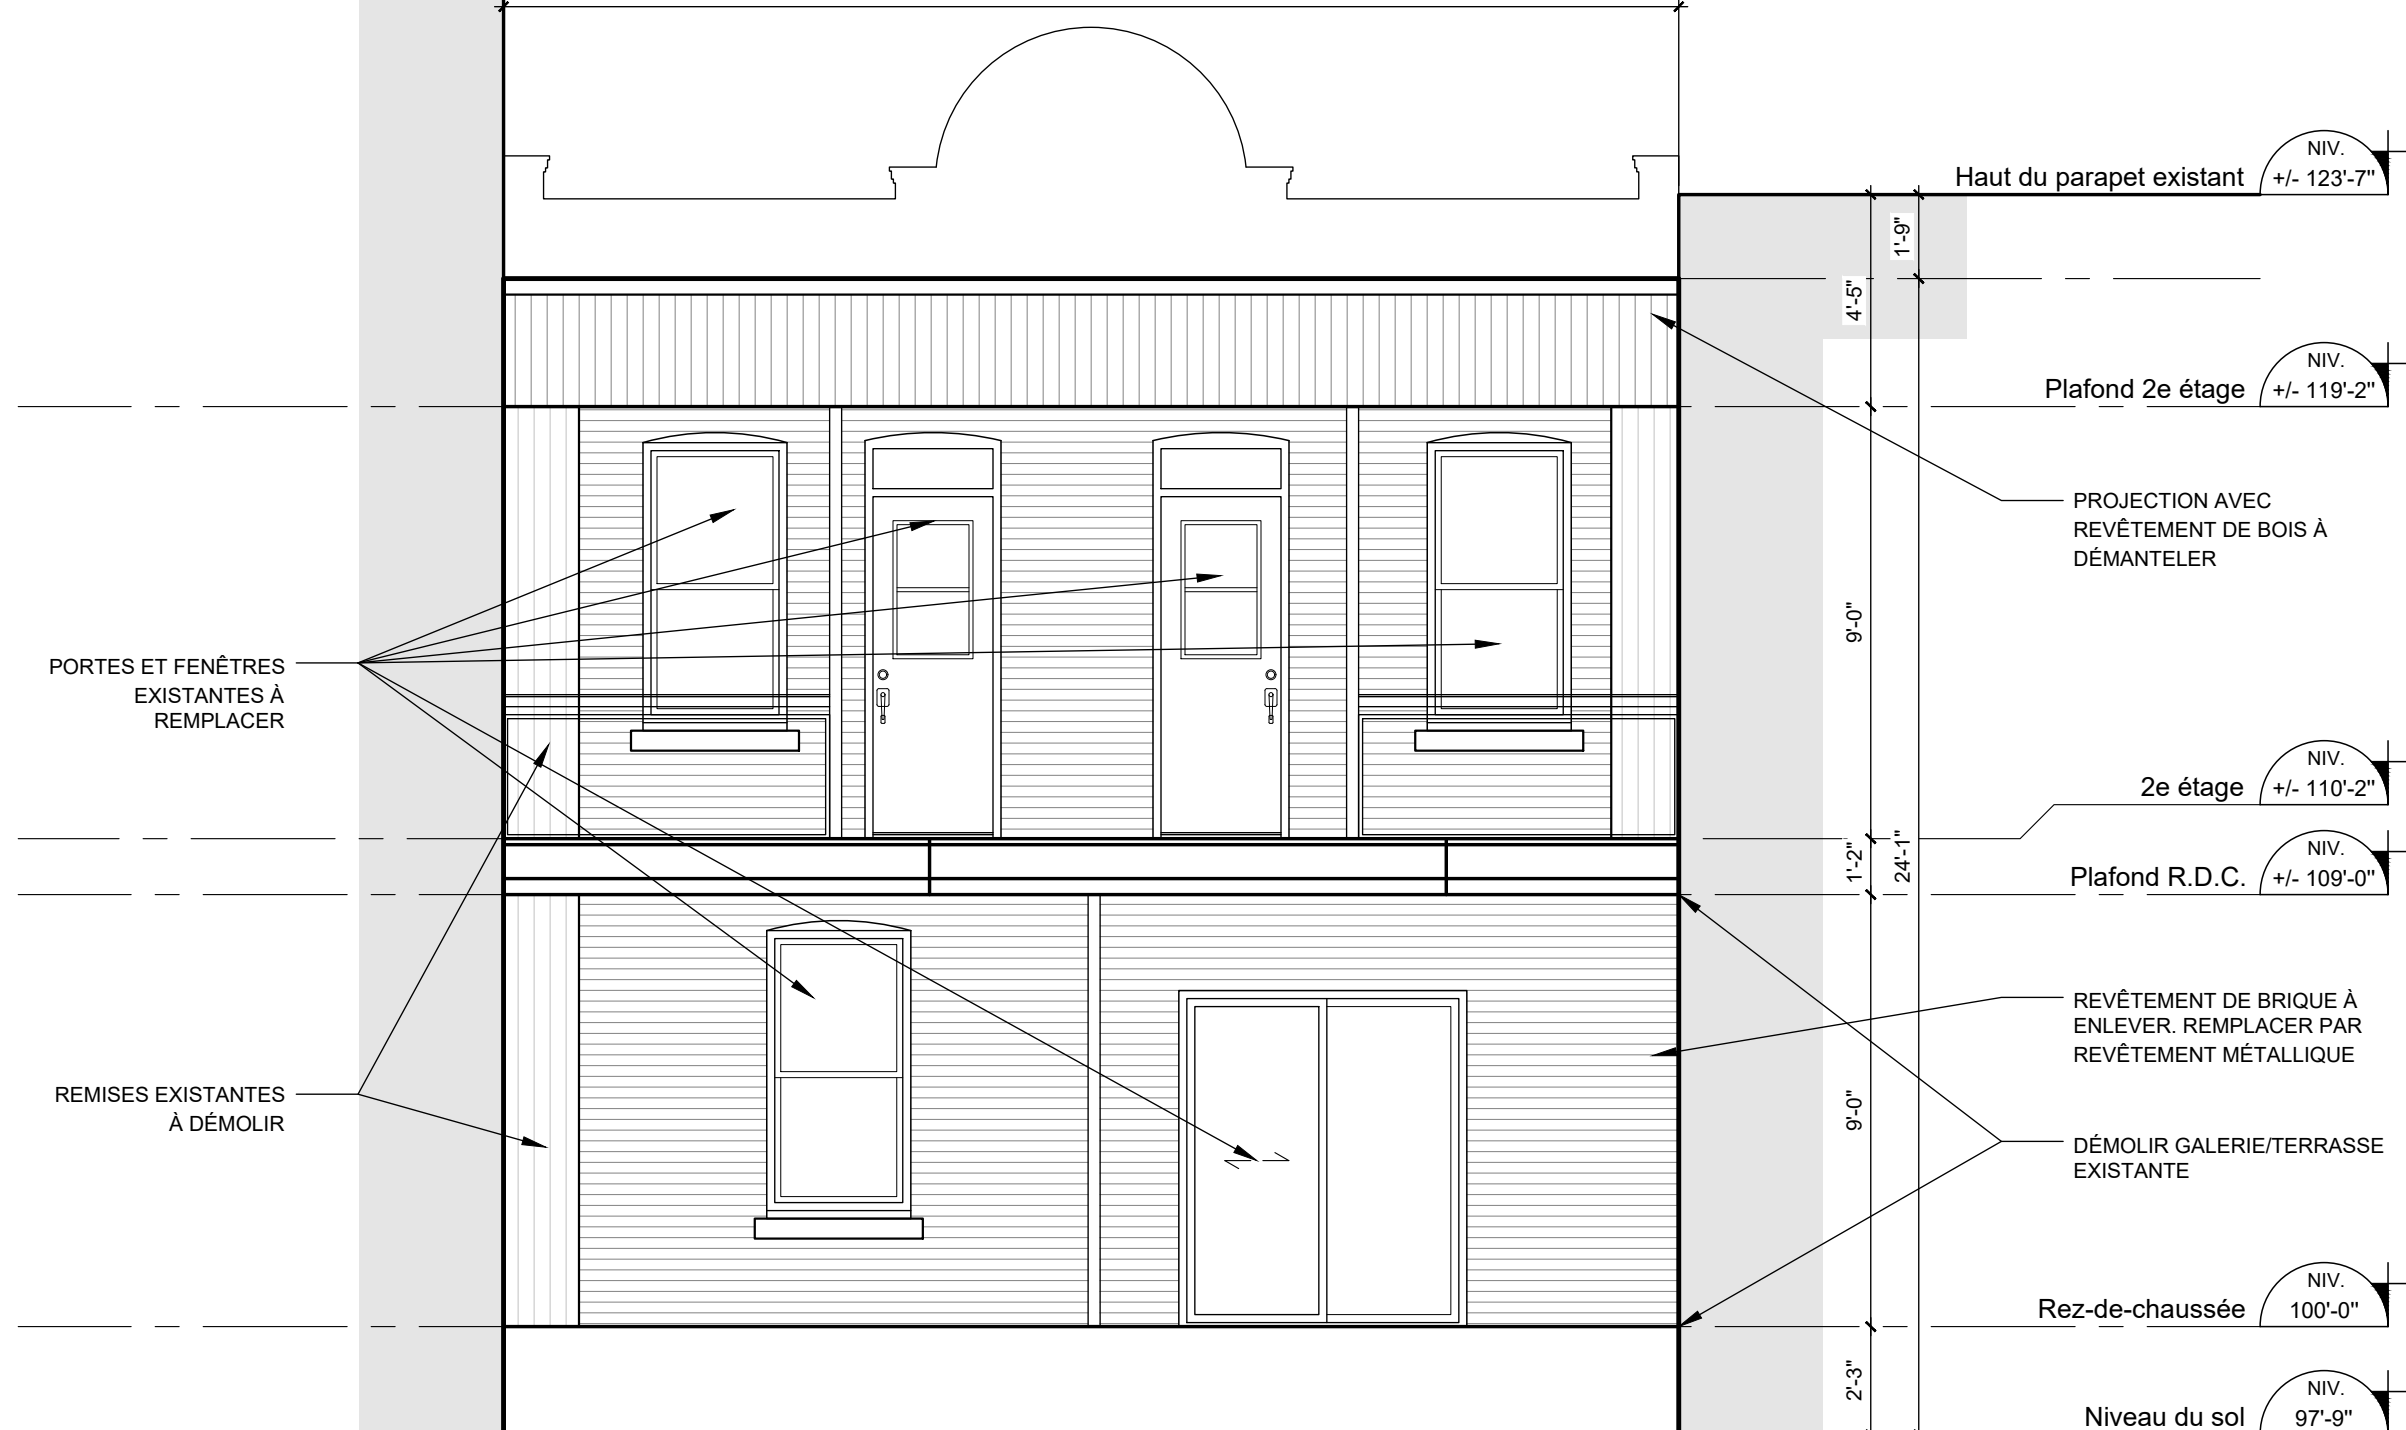 NIV.
Haut du parapet existant
+/- 123'-7"
1'-9"
4'-5"
NIV.
Plafond 2e étage
+/- 119'-2"
PROJECTION AVEC
REVÊTEMENT DE BOIS À
DÉMANTELER
9'-0"
PORTES ET FENÊTRES
EXISTANTES À
REMPLACER
NIV.
2e étage
+/- 110'-2"
1'-2"
24'-1"
NIV.
Plafond R.D.C.
+/- 109'-0"
REVÊTEMENT DE BRIQUE À
ENLEVER. REMPLACER PAR
REVÊTEMENT MÉTALLIQUE
REMISES EXISTANTES
À DÉMOLIR
9'-0"
DÉMOLIR GALERIE/TERRASSE
EXISTANTE
NIV.
Rez-de-chaussée
100'-0"
2'-3"
NIV.
Niveau du sol
97'-9"